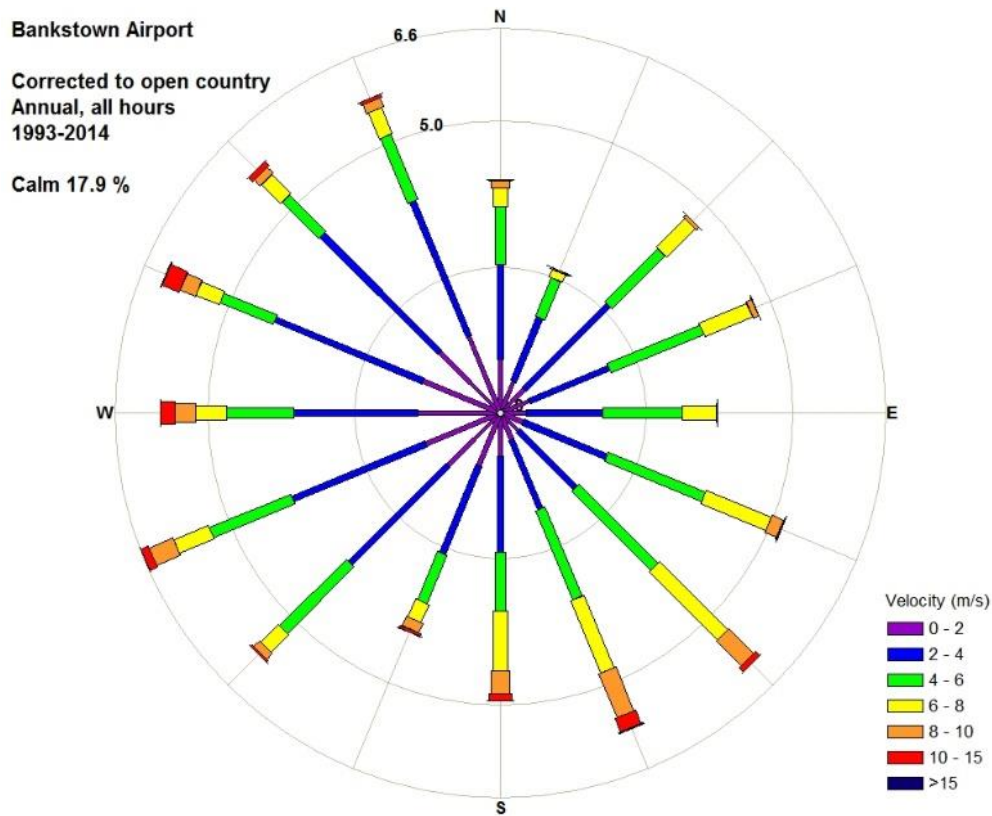 N
Bankstown Airport
6.6
Corrected to open country
Annual, all hours
5.0
1993-2014
Calm 17.9 %
W
E
Velocity (m/s)
0 - 2
2 - 4
4 - 6
6 - 8
8 - 10
10 - 15
>15
S